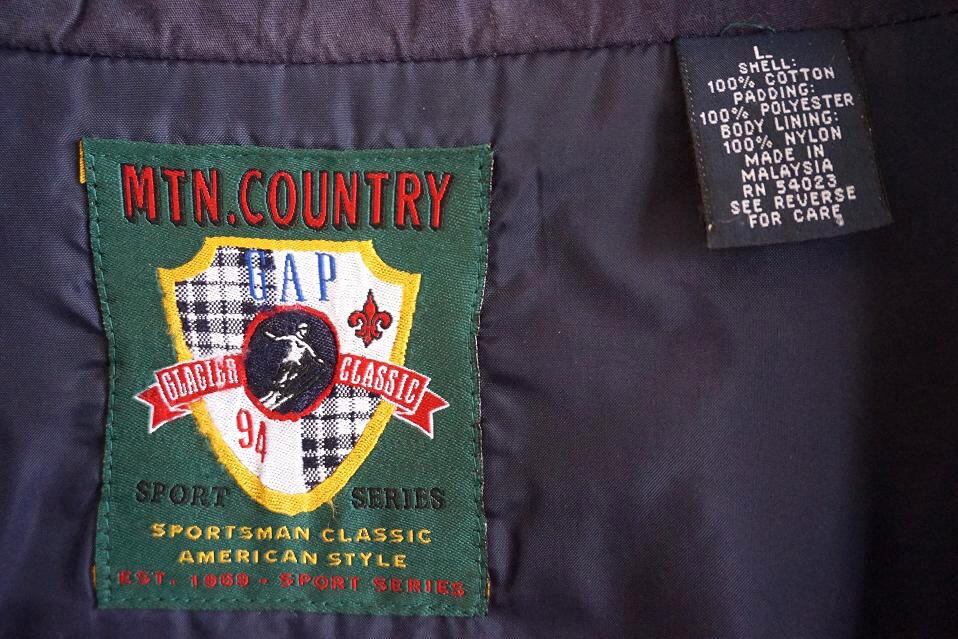 MTN.COUNTRY
GAP
GLACIER CLASSIC
94
SPORT SERIES
SPORTSMAN CLASSIC
AMERICAN STYLE
EST. 1969 - SPORT SERIES
L
SHELL:
100% COTTON
PADDING:
100% POLYESTER
BODY LINING:
100% NYLON
MADE IN
MALAYSIA
RN 54023
SEE REVERSE
FOR CARE